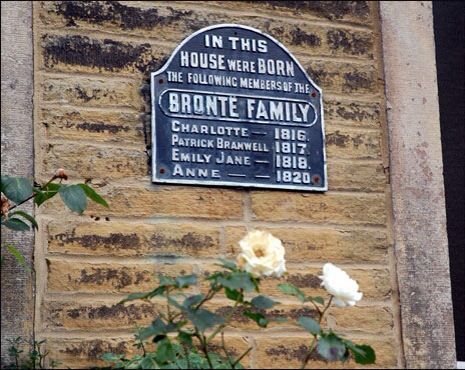 IN THIS
HOUSE WERE BORN
THE FOLLOWING MEMBERS OF THE
BRONTË FAMILY
CHARLOTTE — 1816
PATRICK BRANWELL 1817
EMILY JANE — 1818
ANNE — 1820